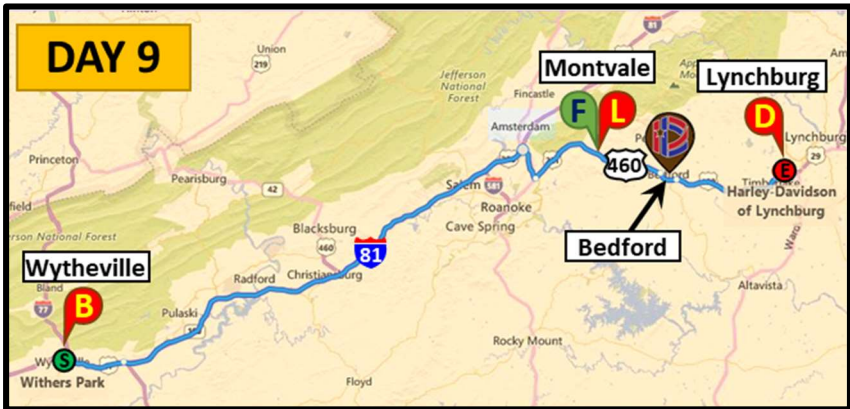 DAY 9
Union
219
Jefferson
National
Forest
81
Montvale
Lynchburg
Fincastle
F
L
D
Amsterdam
Princeton
Pearisburg
42
Lynchburg
E
29
460
Salem
581
Roanoke
Cave Spring
Harley-Davidson
of Lynchburg
Blacksburg
460
Bedford
81
Wytheville
Bland
77
B
Radford
Christiansburg
Altavista
Pulaski
S
Withers Park
Rocky Mount
Floyd